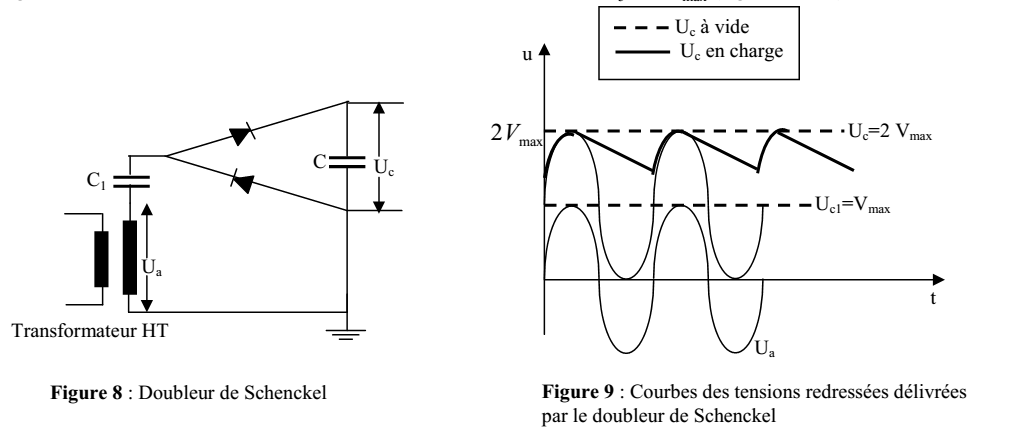 U_c à vide
U_c en charge
u
2V_max
U_c=2 V_max
U_c1=V_max
t
U_a
C
U_c
C_1
U_a
Transformateur HT
Figure 8 : Doubleur de Schenckel
Figure 9 : Courbes des tensions redressées délivrées
par le doubleur de Schenckel